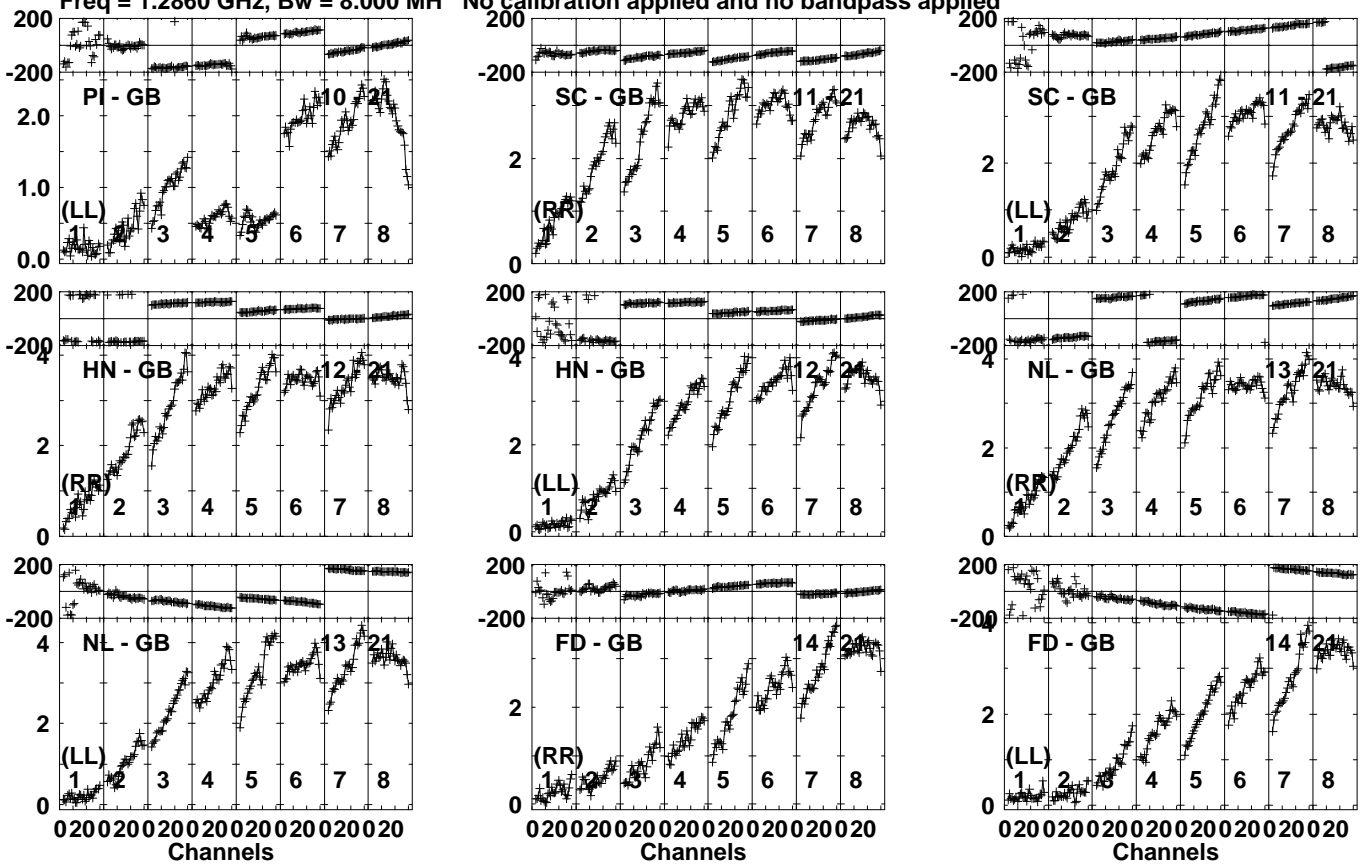 Freq = 1.2860 GHz, Bw = 8.000 MH No calibration applied and no bandpass applied
200 200 200
-200 -200 -200
PI - GB 10 - 21 SC - GB 11 - 21 SC - GB 11 - 21
2.0 2 2
1.0
(LL) (RR) (LL)
1 2 3 4 5 6 7 8 1 2 3 4 5 6 7 8 1 2 3 4 5 6 7 8
0.0 0 0
200 200 200
-200 -200 -200
4 4 4
HN - GB 12 - 21 HN - GB 12 - 21 NL - GB 13 - 21
2 2 2
(RR) (LL) (RR)
1 2 3 4 5 6 7 8 1 2 3 4 5 6 7 8 1 2 3 4 5 6 7 8
0 0 0
200 200 200
-200 -200 -200
4 4
NL - GB 13 - 21 FD - GB 14 - 21 FD - GB 14 - 21
2 2 2
(LL) (RR) (LL)
1 2 3 4 5 6 7 8 1 2 3 4 5 6 7 8 1 2 3 4 5 6 7 8
0 0 0
0 20 0 20 0 20 0 20 0 20 0 20 0 20 0 20 0 20 0 20 0 20 0 20 0 20 0 20 0 20 0 20 0 20 0 20 0 20 0 20 0 20 0 20 0 20 0 20
Channels Channels Channels